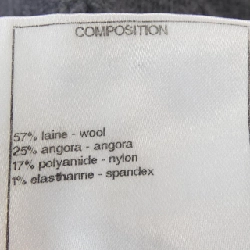 COMPOSITION
57% laine - wool
25% angora - angora
17% polyamide - nylon
1% elasthanne - spandex